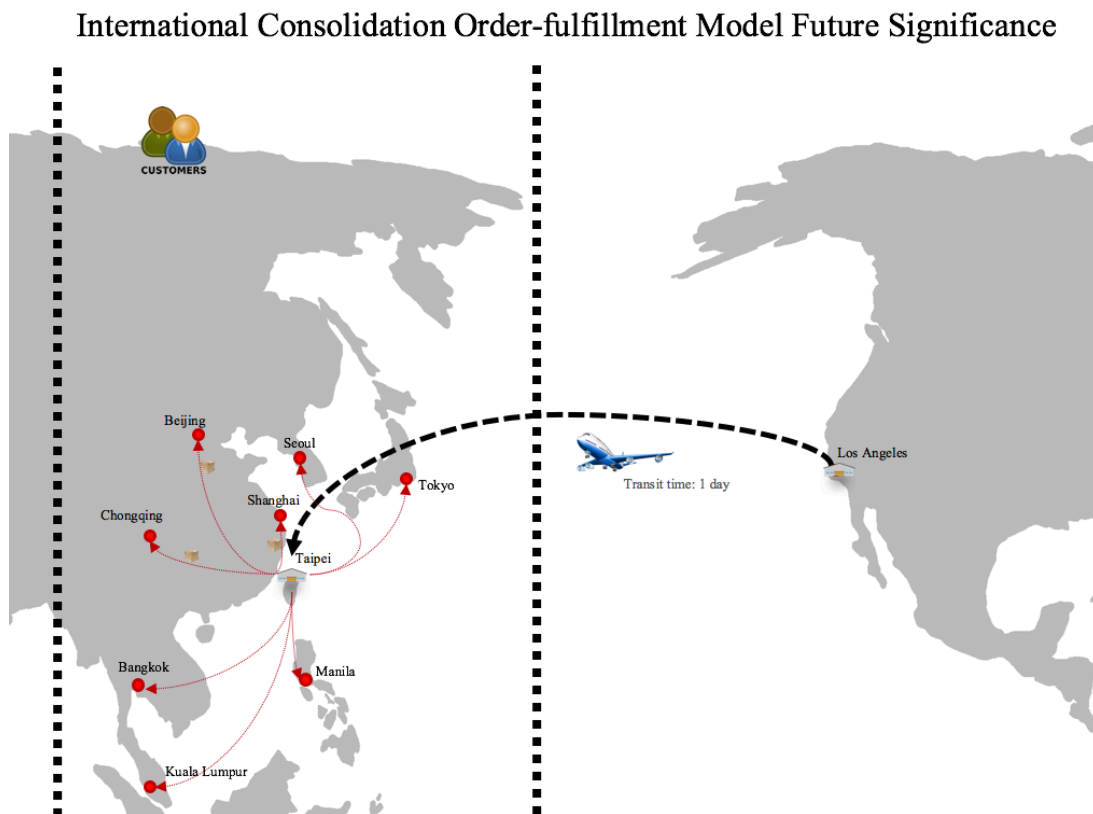 International Consolidation Order-fulfillment Model Future Significance
CUSTOMERS
Beijing
Seoul
Los Angeles
Tokyo
Transit time: 1 day
Shanghai
Chongqing
Taipei
Bangkok
Manila
Kuala Lumpur